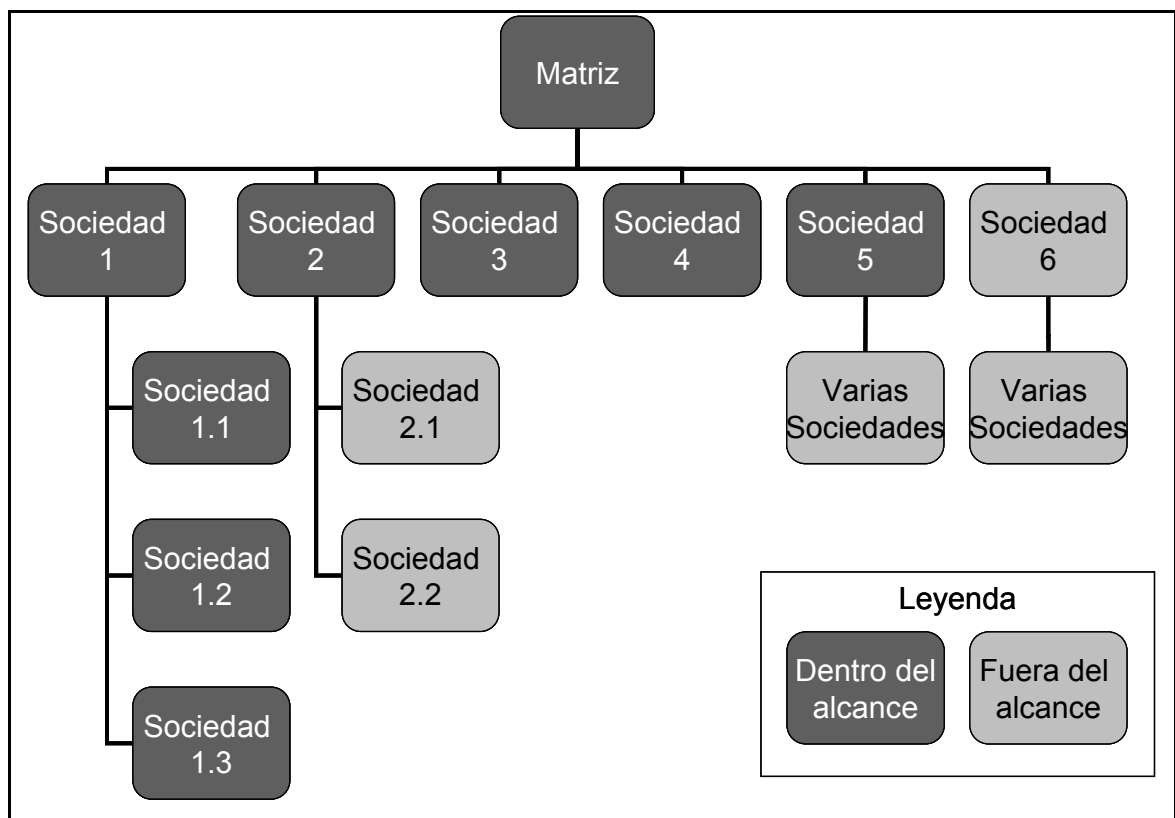 Matriz
Sociedad
1
Sociedad
2
Sociedad
3
Sociedad
4
Sociedad
5
Sociedad
6
Sociedad
1.1
Sociedad
2.1
Varias
Sociedades
Varias
Sociedades
Sociedad
1.2
Sociedad
2.2
Sociedad
1.3
Leyenda
Dentro del
alcance
Fuera del
alcance